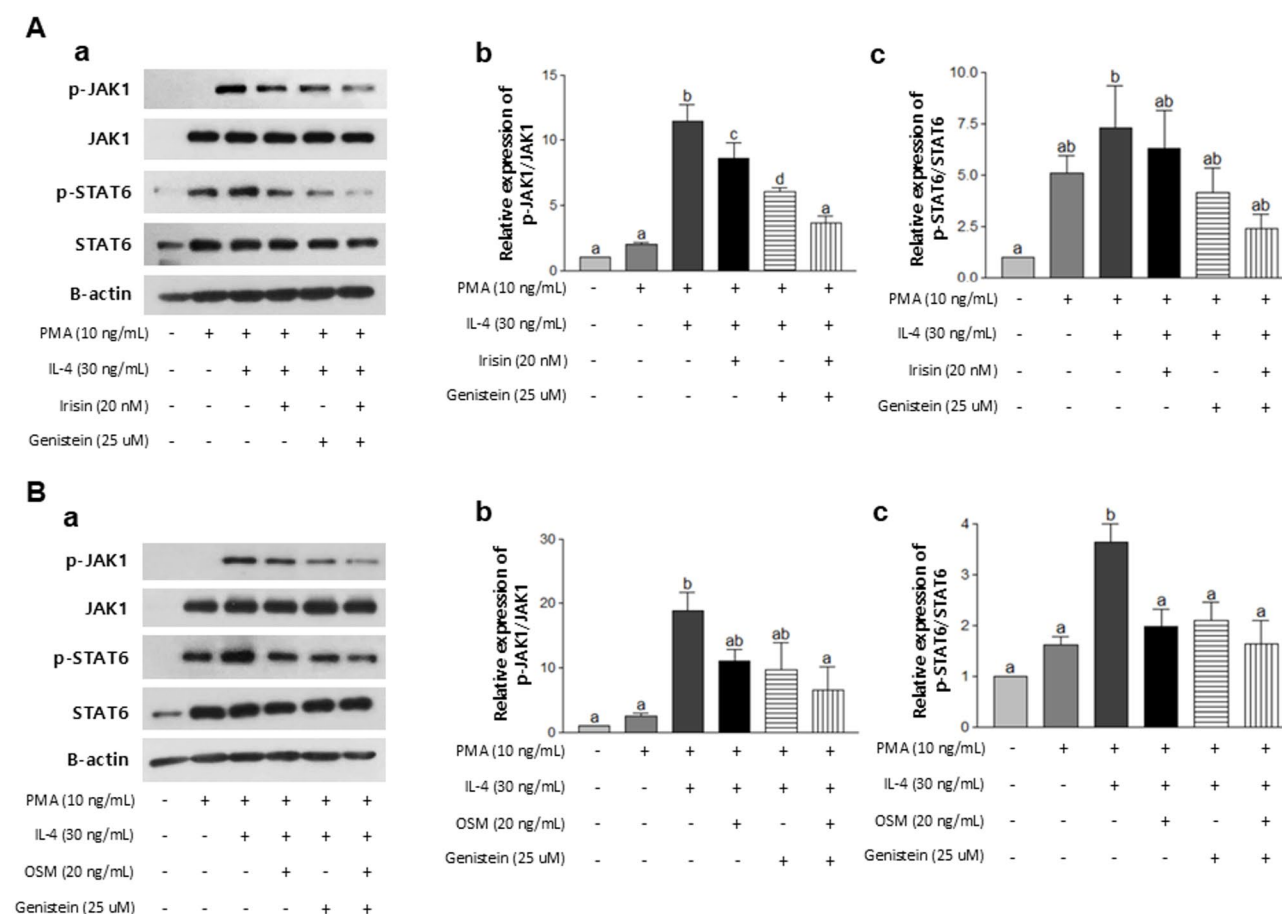 A
a
p-JAK1
JAK1
p-STAT6
STAT6
B-actin
PMA (10 ng/mL) - + + + + +
IL-4 (30 ng/mL) - - + + + +
Irisin (20 nM) - - - + - +
Genistein (25 uM) - - - - + +
b
Relative expression of
p-JAK1/JAK1
15
10
5
0
a a b c d a
PMA (10 ng/mL) - + + + + +
IL-4 (30 ng/mL) - - + + + +
Irisin (20 nM) - - - + - +
Genistein (25 uM) - - - - + +
c
Relative expression of
p-STAT6/STAT6
10.0
7.5
5.0
2.5
0.0
a ab b ab ab ab
PMA (10 ng/mL) - + + + + +
IL-4 (30 ng/mL) - - + + + +
Irisin (20 nM) - - - + - +
Genistein (25 uM) - - - - + +
B
a
p-JAK1
JAK1
p-STAT6
STAT6
B-actin
PMA (10 ng/mL) - + + + + +
IL-4 (30 ng/mL) - - + + + +
OSM (20 ng/mL) - - - + - +
Genistein (25 uM) - - - - + +
b
Relative expression of
p-JAK1/JAK1
30
20
10
0
a a b ab ab a
PMA (10 ng/mL) - + + + + +
IL-4 (30 ng/mL) - - + + + +
OSM (20 ng/mL) - - - + - +
Genistein (25 uM) - - - - + +
c
Relative expression of
p-STAT6/STAT6
4
3
2
1
0
a a b a a a
PMA (10 ng/mL) - + + + + +
IL-4 (30 ng/mL) - - + + + +
OSM (20 ng/mL) - - - + - +
Genistein (25 uM) - - - - + +